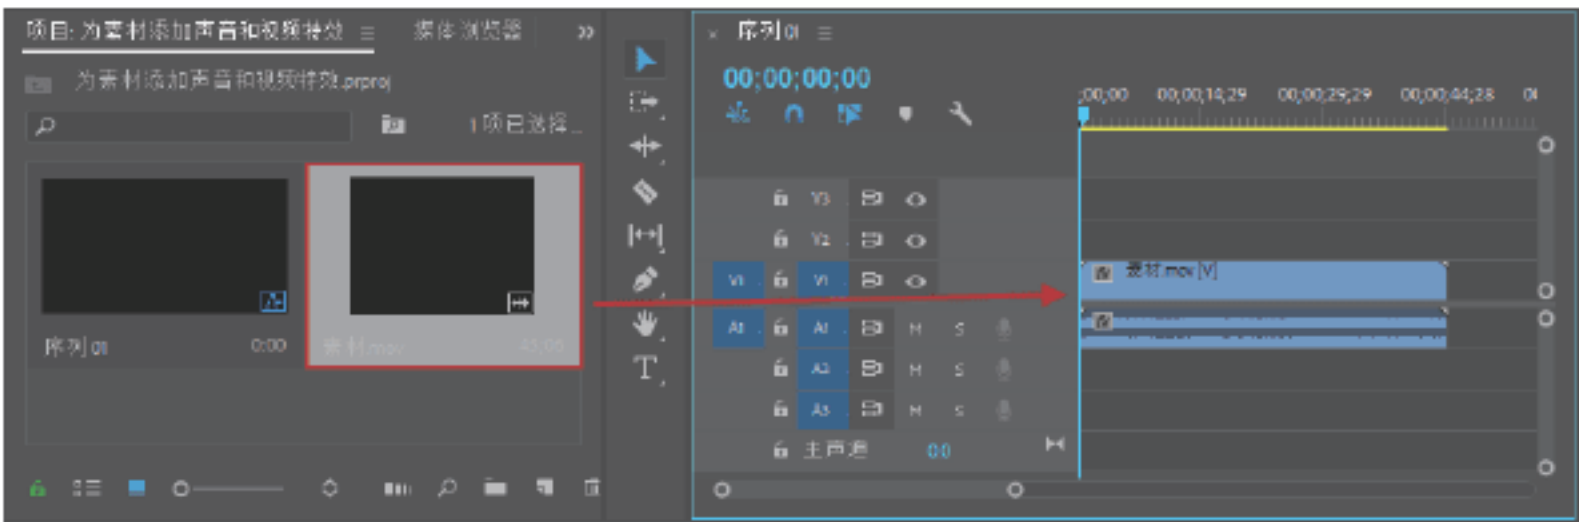 项目: 为素材添加声音和视频特效
媒体浏览器
为素材添加声音和视频特效.prproj
1 项已选择...
序列 01
0:00
素材.mov
45;06
T
序列 01
00;00;00;00
;00;00
00;00;14;29
00;00;29;29
00;00;44;28
V3
V2
V1 V1
素材.mov [V]
A1 A1 M S
A2 M S
A3 M S
主声道 0.0